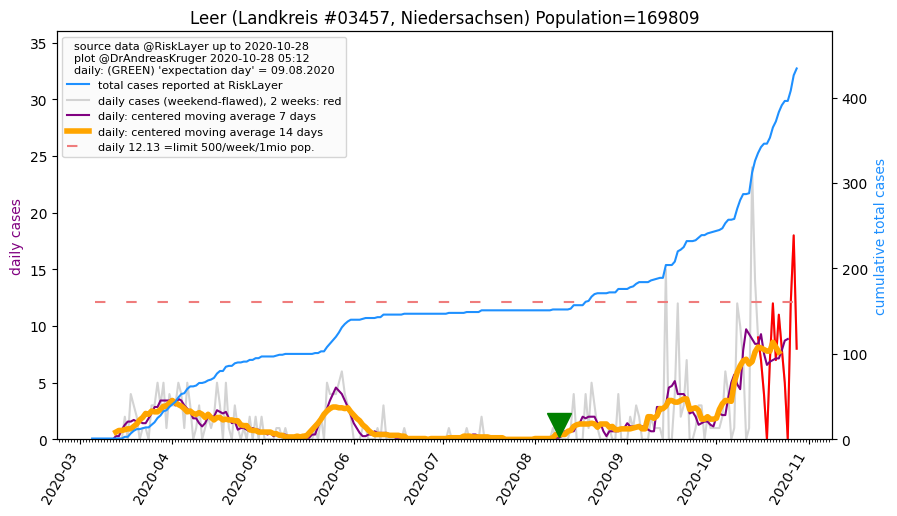 Leer (Landkreis #03457, Niedersachsen) Population=169809
source data @RiskLayer up to 2020-10-28
plot @DrAndreasKruger 2020-10-28 05:12
daily: (GREEN) 'expectation day' = 09.08.2020
total cases reported at RiskLayer
daily cases (weekend-flawed), 2 weeks: red
daily: centered moving average 7 days
daily: centered moving average 14 days
daily 12.13 =limit 500/week/1mio pop.
daily cases
35
30
25
20
15
10
5
0
cumulative total cases
400
300
200
100
0
2020-03
2020-04
2020-05
2020-06
2020-07
2020-08
2020-09
2020-10
2020-11